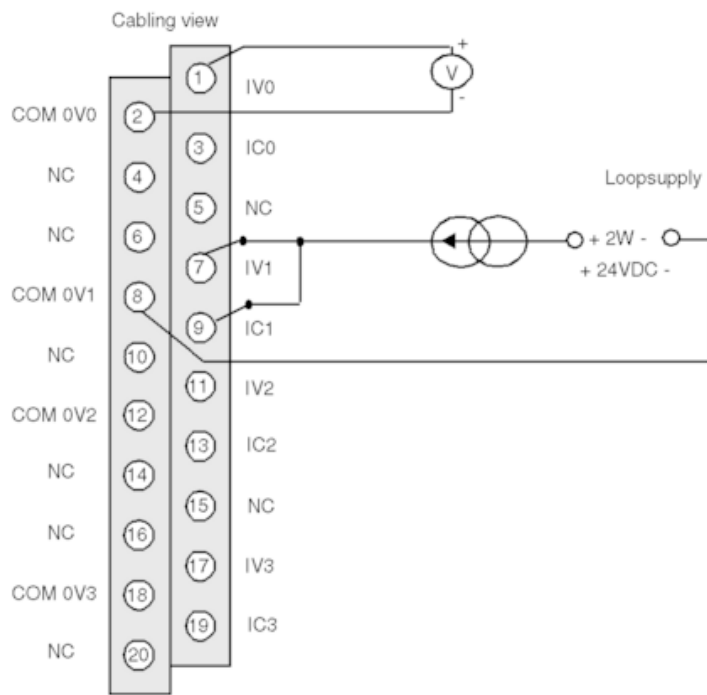 Cabling view
1
+
V
-
IV0
COM 0V0
2
3
IC0
NC
4
Loopsupply
5
NC
NC
6
+ 2W -
7
IV1
+ 24VDC -
COM 0V1
8
9
IC1
NC
10
11
IV2
COM 0V2
12
13
IC2
NC
14
15
NC
NC
16
17
IV3
COM 0V3
18
19
IC3
NC
20